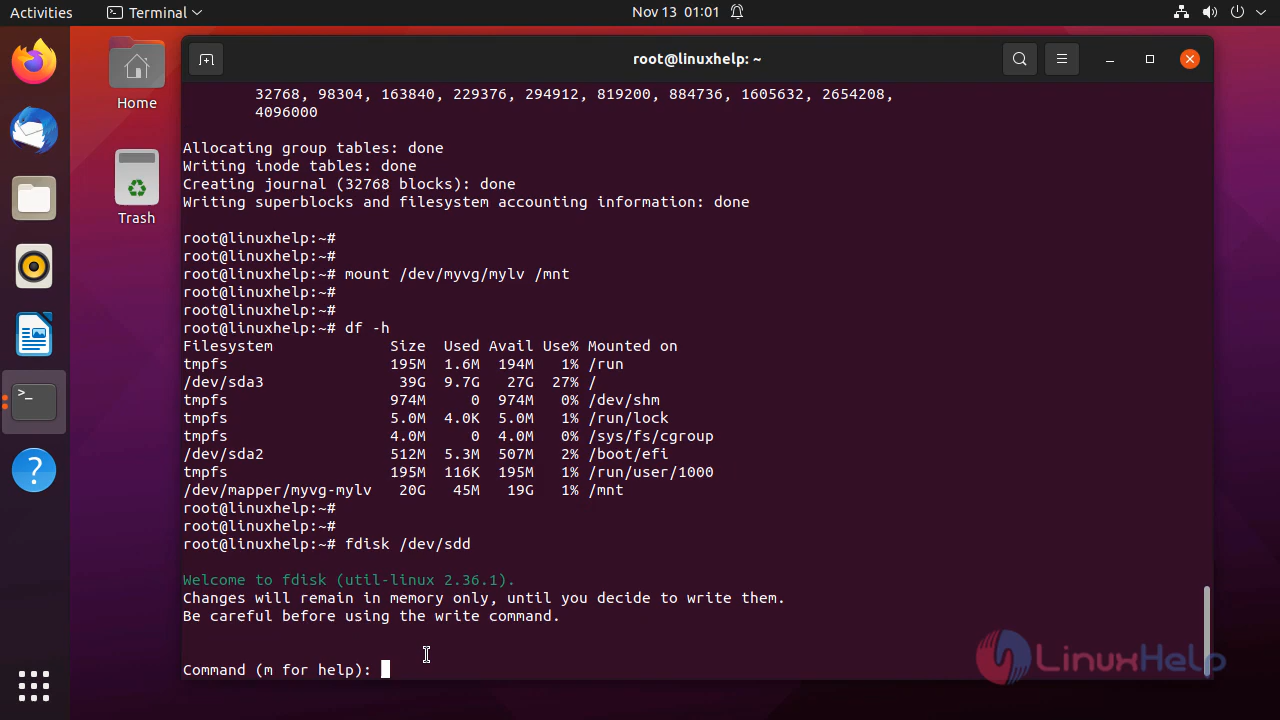 Activities
Terminal
Nov 13 01:01
root@linuxhelp: ~
Home
Trash
32768, 98304, 163840, 229376, 294912, 819200, 884736, 1605632, 2654208,
4096000
Allocating group tables: done
Writing inode tables: done
Creating journal (32768 blocks): done
Writing superblocks and filesystem accounting information: done
root@linuxhelp:~#
root@linuxhelp:~#
root@linuxhelp:~# mount /dev/myvg/mylv /mnt
root@linuxhelp:~#
root@linuxhelp:~#
root@linuxhelp:~# df -h
Filesystem Size Used Avail Use% Mounted on
tmpfs 195M 1.6M 194M 1% /run
/dev/sda3 39G 9.7G 27G 27% /
tmpfs 974M 0 974M 0% /dev/shm
tmpfs 5.0M 4.0K 5.0M 1% /run/lock
tmpfs 4.0M 0 4.0M 0% /sys/fs/cgroup
/dev/sda2 512M 5.3M 507M 2% /boot/efi
tmpfs 195M 116K 195M 1% /run/user/1000
/dev/mapper/myvg-mylv 20G 45M 19G 1% /mnt
root@linuxhelp:~#
root@linuxhelp:~#
root@linuxhelp:~# fdisk /dev/sdd
Welcome to fdisk (util-linux 2.36.1).
Changes will remain in memory only, until you decide to write them.
Be careful before using the write command.
Command (m for help):
LinuxHelp